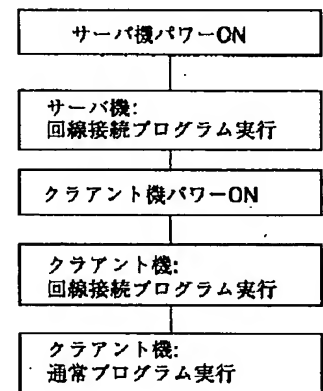 サーバ機パワーON
サーバ機:
回線接続プログラム実行
クラアント機パワーON
クラアント機:
回線接続プログラム実行
クラアント機:
通常プログラム実行